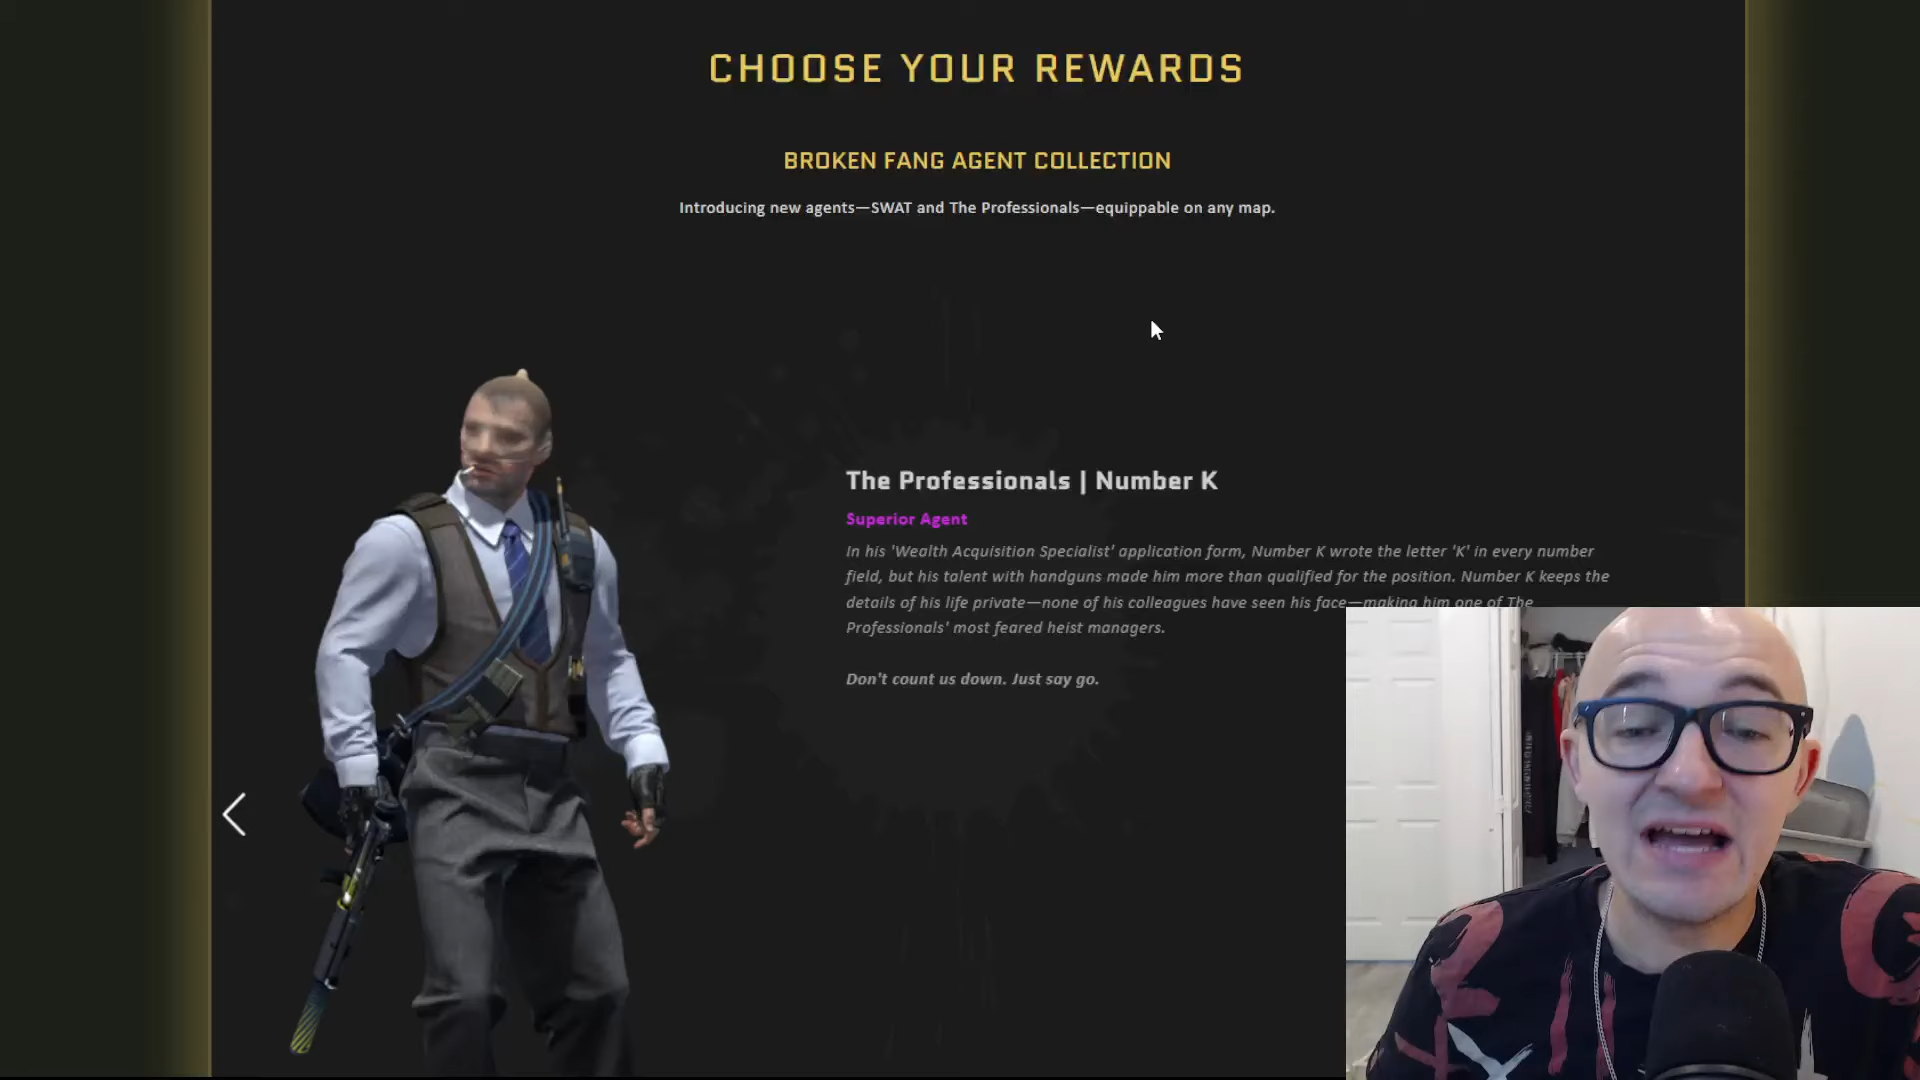 CHOOSE YOUR REWARDS
BROKEN FANG AGENT COLLECTION
Introducing new agents—SWAT and The Professionals—equippable on any map.
The Professionals | Number K
Superior Agent
In his 'Wealth Acquisition Specialist' application form, Number K wrote the letter 'K' in every number
field, but his talent with handguns made him more than qualified for the position. Number K keeps the
details of his life private—none of his colleagues have seen his face—making him one of The
Professionals' most feared heist managers.
Don't count us down. Just say go.